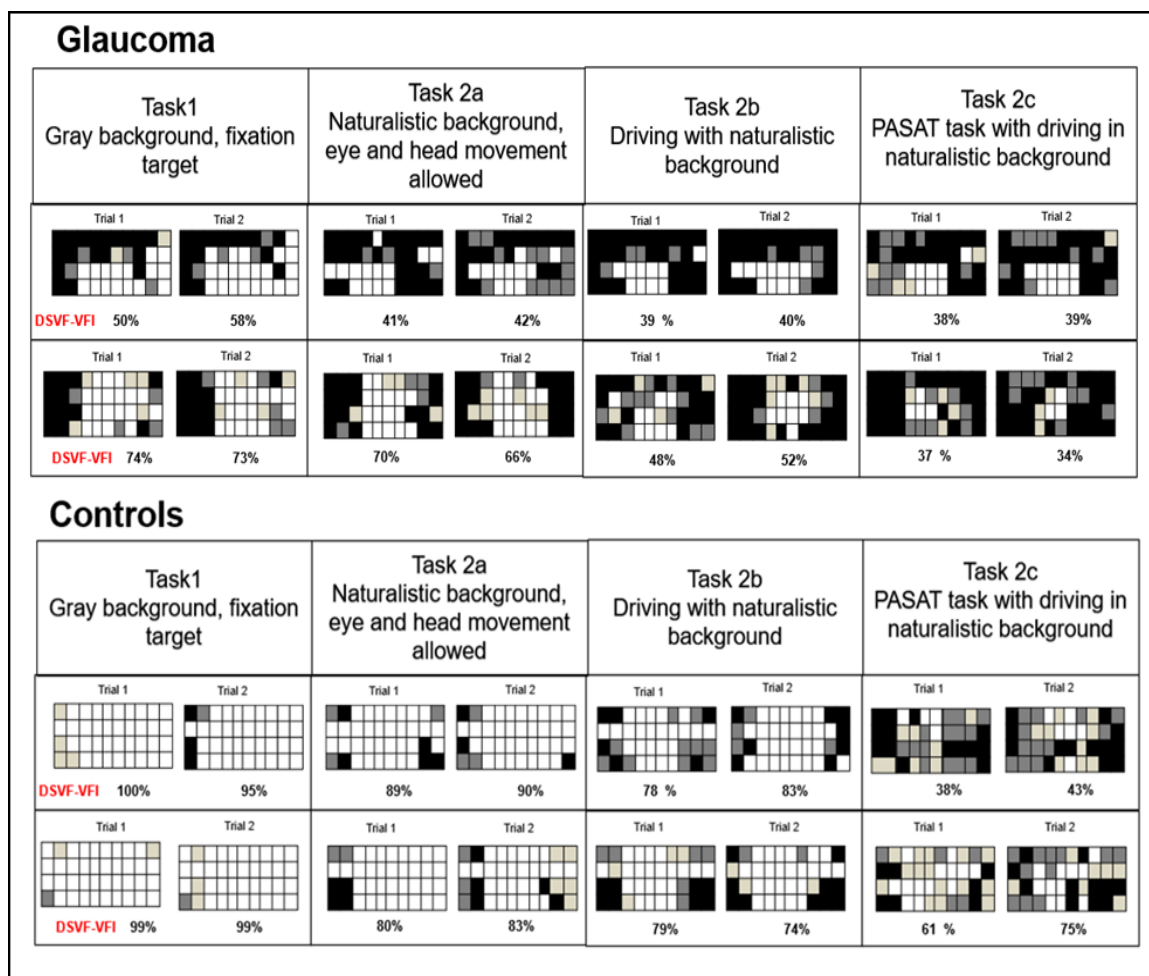 Glaucoma
Task1
Gray background, fixation
target
Task 2a
Naturalistic background,
eye and head movement
allowed
Task 2b
Driving with naturalistic
background
Task 2c
PASAT task with driving in
naturalistic background
Trial 1 Trial 2 Trial 1 Trial 2 Trial 1 Trial 2 Trial 1 Trial 2
DSVF-VFI 50% 58% 41% 42% 39 % 40% 38% 39%
Trial 1 Trial 2 Trial 1 Trial 2 Trial 1 Trial 2 Trial 1 Trial 2
DSVF-VFI 74% 73% 70% 66% 48% 52% 37 % 34%
Controls
Task1
Gray background, fixation
target
Task 2a
Naturalistic background,
eye and head movement
allowed
Task 2b
Driving with naturalistic
background
Task 2c
PASAT task with driving in
naturalistic background
Trial 1 Trial 2 Trial 1 Trial 2 Trial 1 Trial 2 Trial 1 Trial 2
DSVF-VFI 100% 95% 89% 90% 78 % 83% 38% 43%
Trial 1 Trial 2 Trial 1 Trial 2 Trial 1 Trial 2 Trial 1 Trial 2
DSVF-VFI 99% 99% 80% 83% 79% 74% 61 % 75%